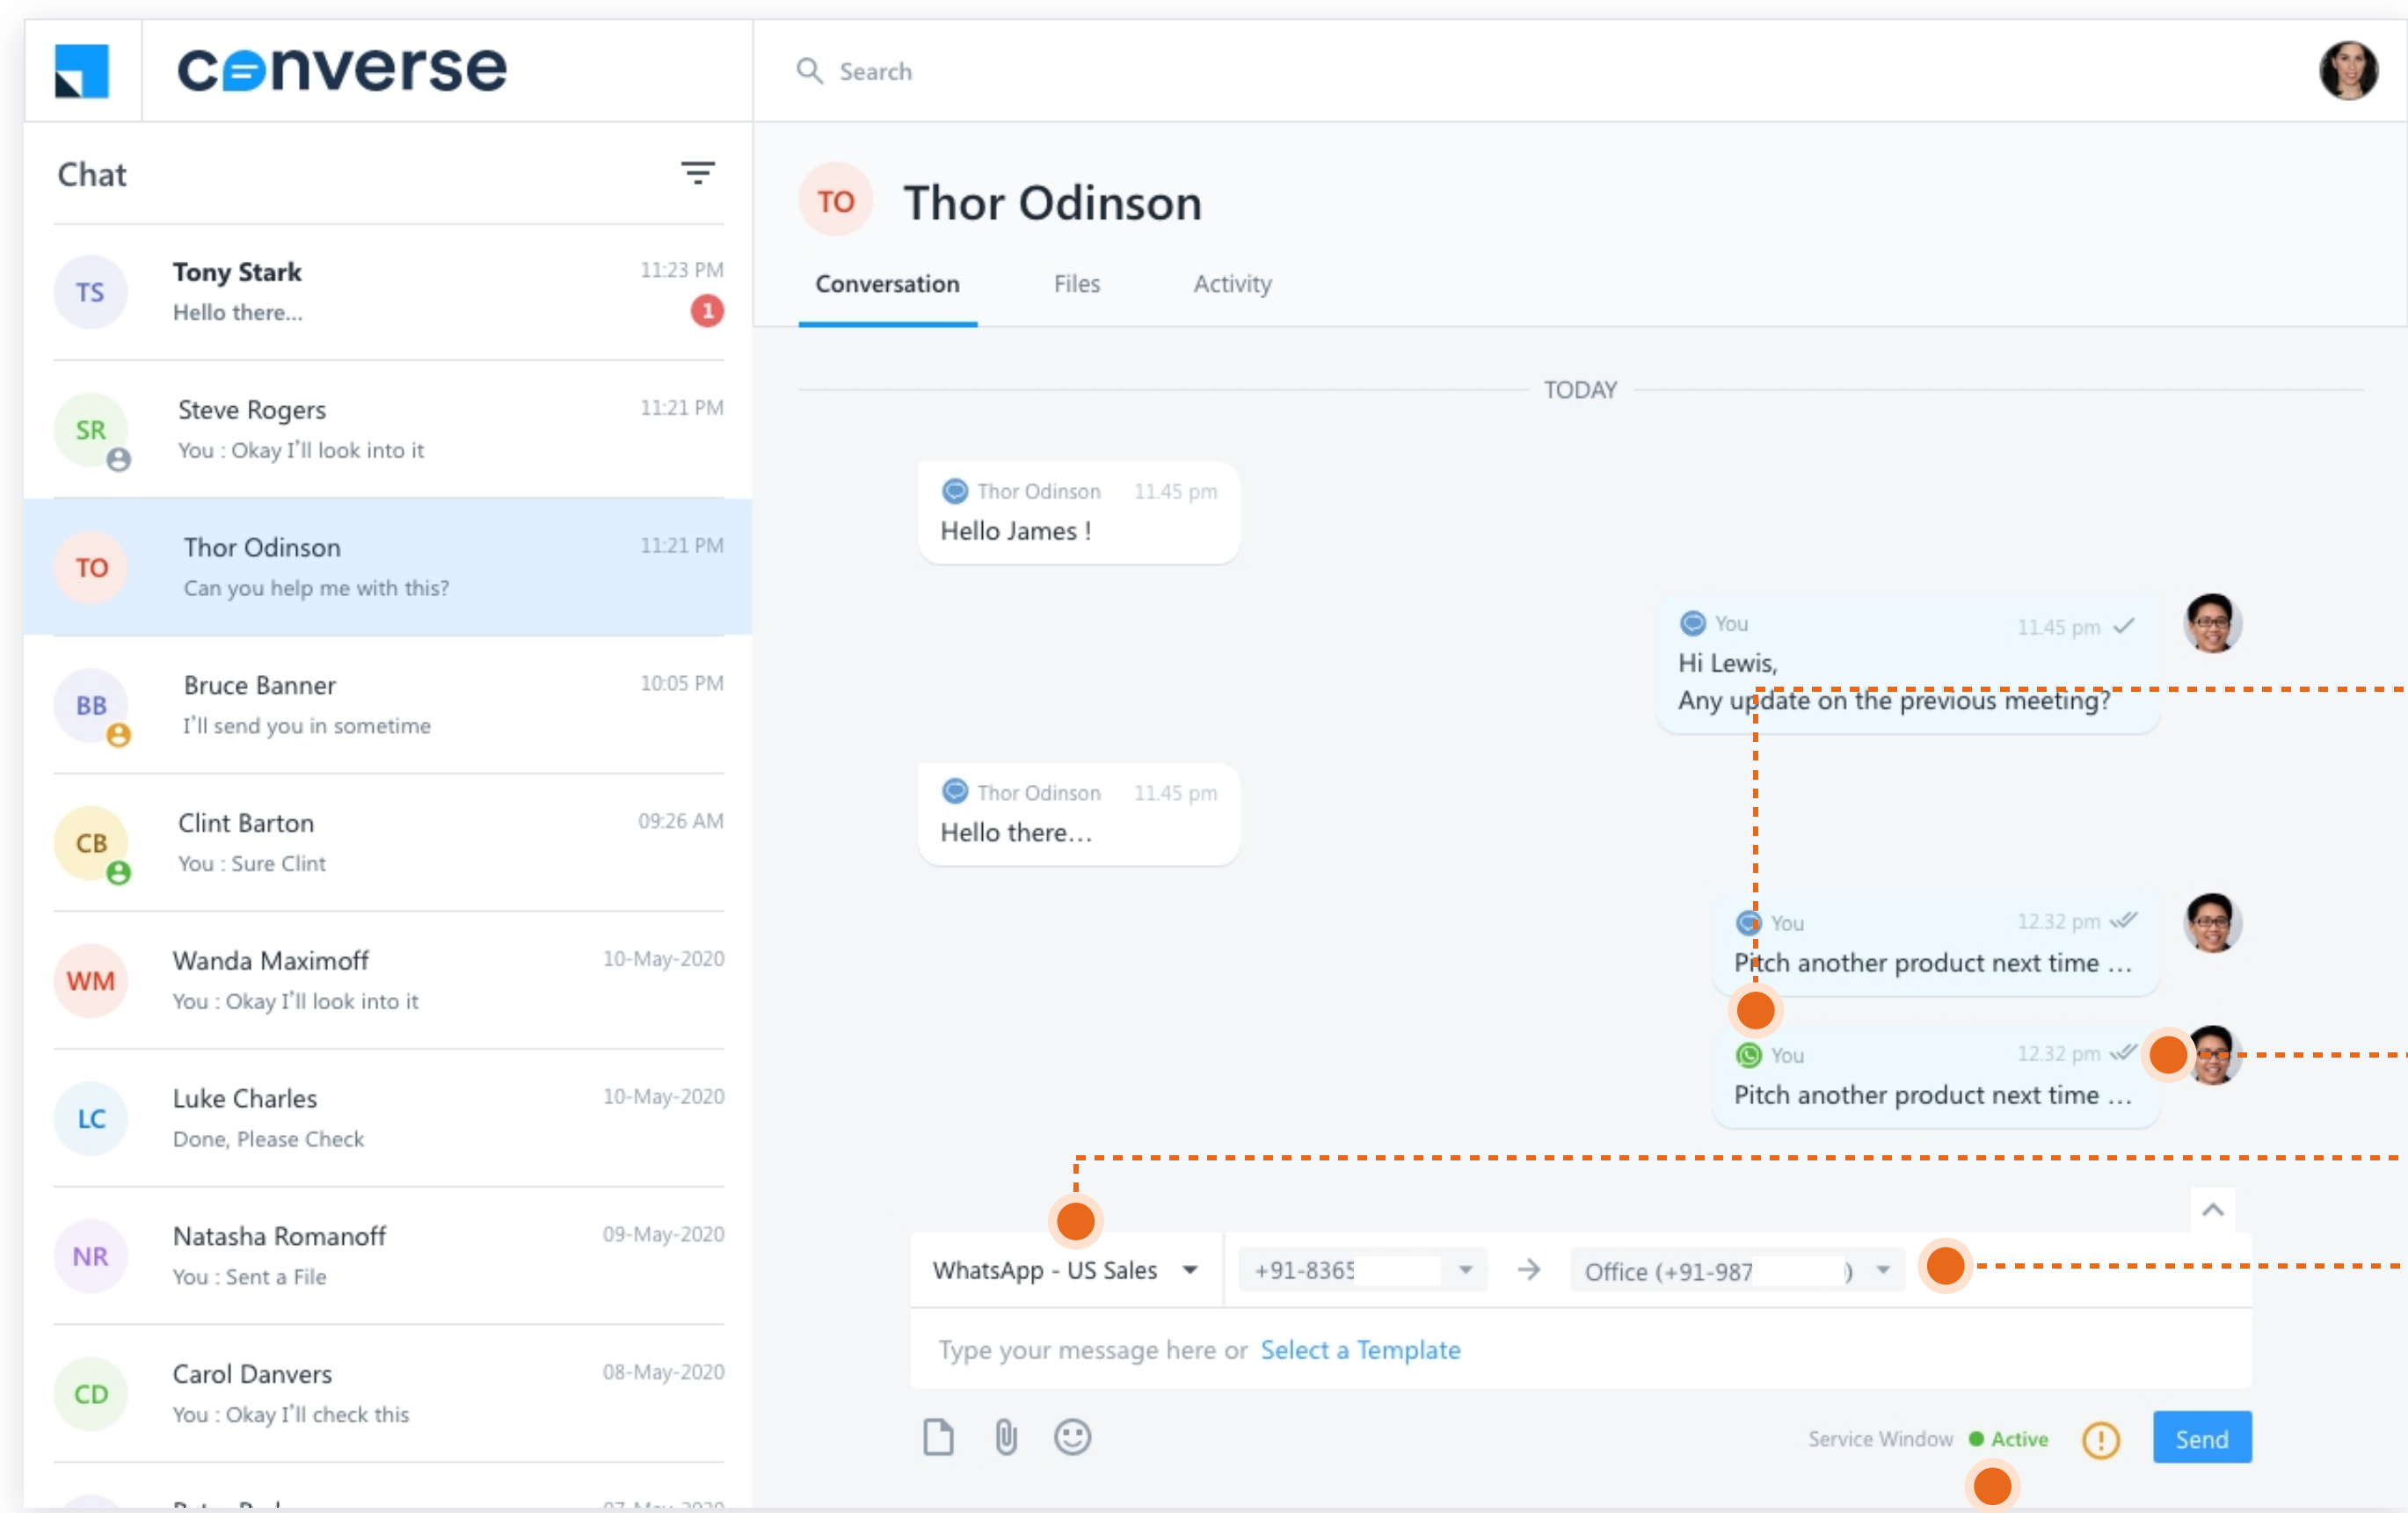 converse
Search
Chat
TS
Tony Stark
11:23 PM
Hello there...
1
SR
Steve Rogers
11:21 PM
You : Okay I'll look into it
TO
Thor Odinson
11:21 PM
Can you help me with this?
BB
Bruce Banner
10:05 PM
I'll send you in sometime
CB
Clint Barton
09:26 AM
You : Sure Clint
WM
Wanda Maximoff
10-May-2020
You : Okay I'll look into it
LC
Luke Charles
10-May-2020
Done, Please Check
NR
Natasha Romanoff
09-May-2020
You : Sent a File
CD
Carol Danvers
08-May-2020
You : Okay I'll check this
TO
Thor Odinson
Conversation
Files
Activity
TODAY
Thor Odinson 11.45 pm
Hello James !
You 11.45 pm
Hi Lewis,
Any update on the previous meeting?
Thor Odinson 11.45 pm
Hello there...
You 12.32 pm
Pitch another product next time ...
You 12.32 pm
Pitch another product next time ...
WhatsApp - US Sales
+91-8365
Office (+91-987 )
Type your message here or Select a Template
Service Window Active
Send